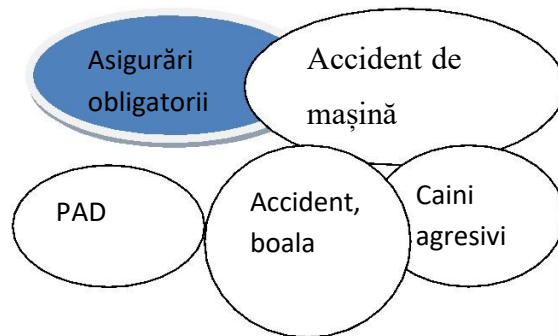 Asigurări
obligatorii
Accident de
mașină
PAD
Accident,
boala
Caini
agresivi